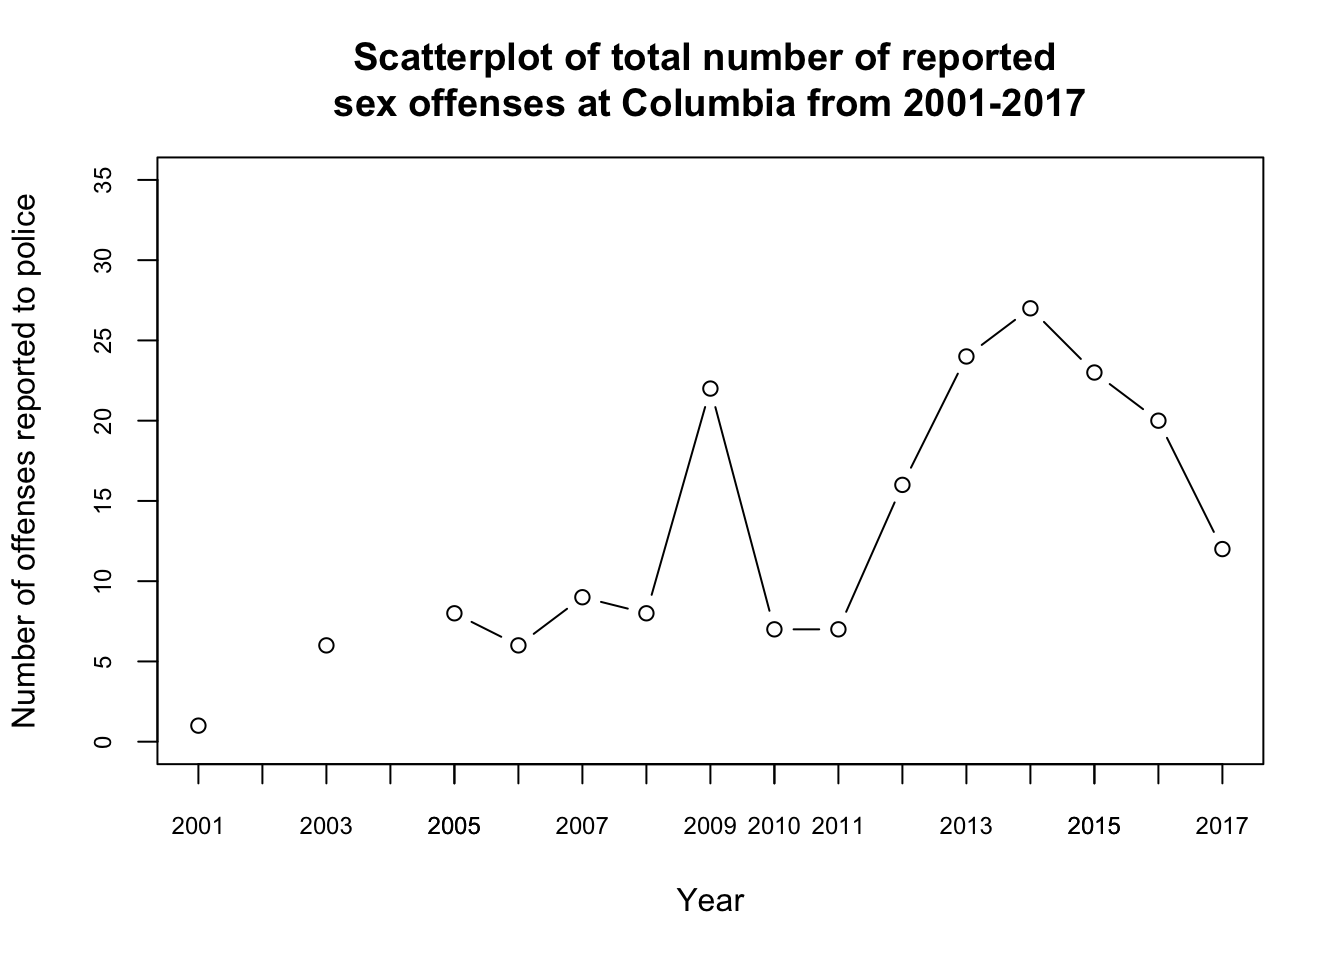 Scatterplot of total number of reported
sex offenses at Columbia from 2001-2017
Number of offenses reported to police
35
30
25
20
15
10
5
0
2001 2003 2005 2007 2009 2010 2011 2013 2015 2017
Year